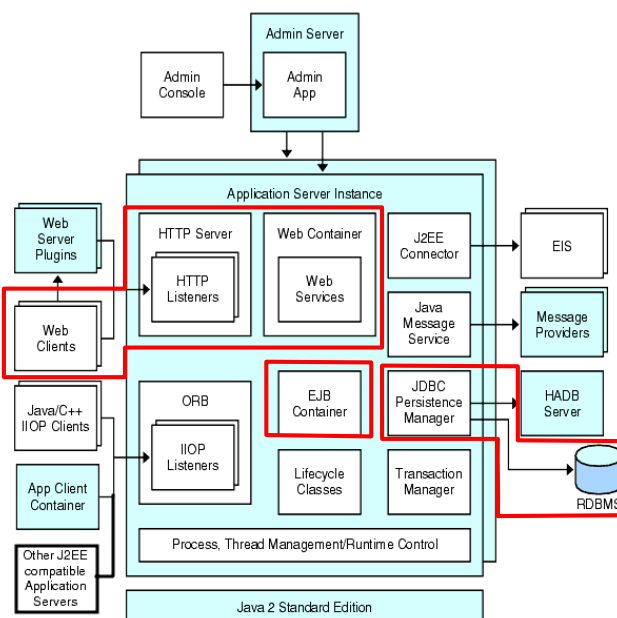 Admin Server
Admin
Console
Admin
App
Application Server Instance
Web
Server
Plugins
HTTP Server
Web Container
J2EE
Connector
EIS
HTTP
Listeners
Web
Services
Web
Clients
Java
Message
Service
Message
Providers
ORB
EJB
Container
JDBC
Persistence
Manager
HADB
Server
Java/C++
IIOP Clients
IIOP
Listeners
App Client
Container
Lifecycle
Classes
Transaction
Manager
RDBMS
Process, Thread Management/Runtime Control
Other J2EE
compatible
Application
Servers
Java 2 Standard Edition